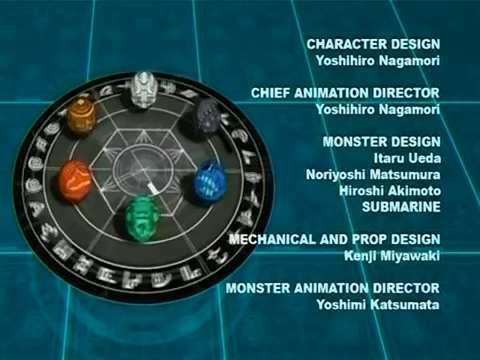 CHARACTER DESIGN
Yoshihiro Nagamori
CHIEF ANIMATION DIRECTOR
Yoshihiro Nagamori
MONSTER DESIGN
Itaru Ueda
Noriyoshi Matsumura
Hiroshi Akimoto
SUBMARINE
MECHANICAL AND PROP DESIGN
Kenji Miyawaki
MONSTER ANIMATION DIRECTOR
Yoshimi Katsumata